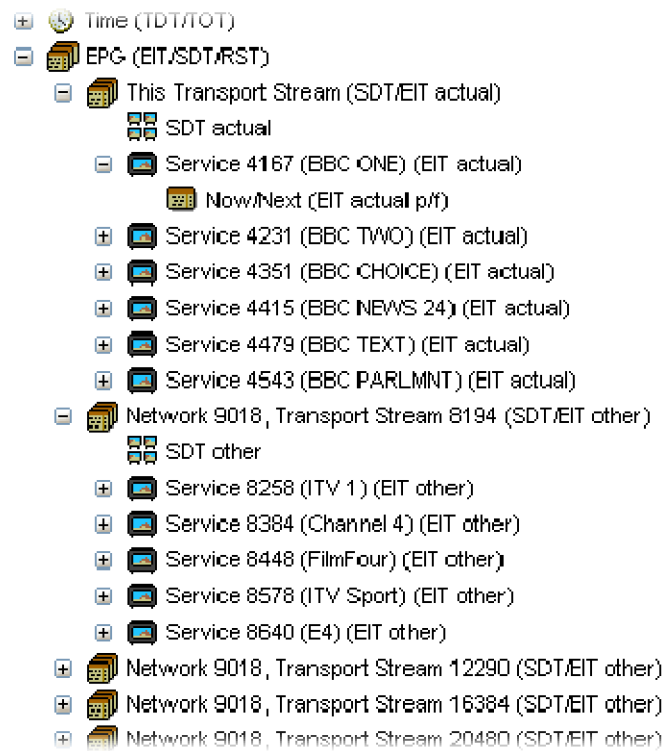 Time (TDT/TOT)
EPG (EIT/SDT/RST)
This Transport Stream (SDT/EIT actual)
SDT actual
Service 4167 (BBC ONE) (EIT actual)
Now/Next (EIT actual p/f)
Service 4231 (BBC TWO) (EIT actual)
Service 4351 (BBC CHOICE) (EIT actual)
Service 4415 (BBC NEWS 24) (EIT actual)
Service 4479 (BBC TEXT) (EIT actual)
Service 4543 (BBC PARLMNT) (EIT actual)
Network 9018, Transport Stream 8194 (SDT/EIT other)
SDT other
Service 8258 (ITV 1) (EIT other)
Service 8384 (Channel 4) (EIT other)
Service 8448 (FilmFour) (EIT other)
Service 8578 (ITV Sport) (EIT other)
Service 8640 (E4) (EIT other)
Network 9018, Transport Stream 12290 (SDT/EIT other)
Network 9018, Transport Stream 16384 (SDT/EIT other)
Network 9018, Transport Stream 20480 (SDT/EIT other)